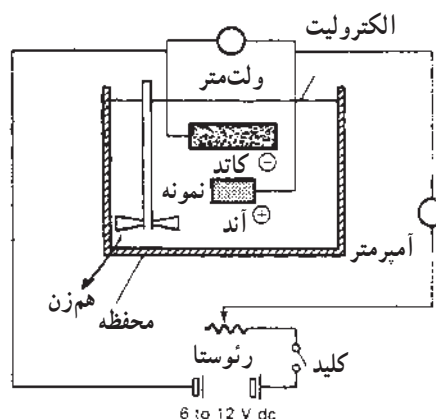 الکترولیت
ولت‌متر
کاتد ⊖
نمونه
آند ⊕
آمپرمتر
هم‌زن
محفظه
رئوستا
کلید
6 to 12 V dc